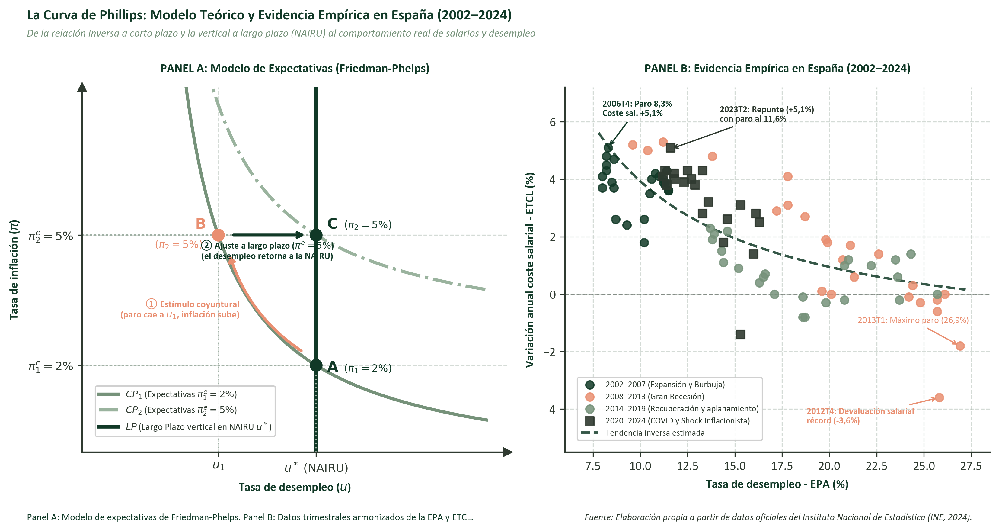 La Curva de Phillips: Modelo Teórico y Evidencia Empírica en España (2002–2024)
De la relación inversa a corto plazo y la vertical a largo plazo (NAIRU) al comportamiento real de salarios y desempleo
PANEL A: Modelo de Expectativas (Friedman-Phelps)
Tasa de inflación (π)
π₂ᵉ = 5%
π₁ᵉ = 2%
B
(π₂ = 5%)
C (π₂ = 5%)
② Ajuste a largo plazo (πᵉ = 5%)
(el desempleo retorna a la NAIRU)
① Estímulo coyuntural
(paro cae a u₁, inflación sube)
A (π₁ = 2%)
CP₁ (Expectativas π₁ᵉ = 2%)
CP₂ (Expectativas π₂ᵉ = 5%)
LP (Largo Plazo vertical en NAIRU u*)
u₁
u* (NAIRU)
Tasa de desempleo (u)
PANEL B: Evidencia Empírica en España (2002–2024)
Variación anual coste salarial - ETCL (%)
6
4
2
0
−2
−4
2006T4: Paro 8,3%
Coste sal. +5,1%
2023T2: Repunte (+5,1%)
con paro al 11,6%
2013T1: Máximo paro (26,9%)
2012T4: Devaluación salarial
récord (-3,6%)
2002–2007 (Expansión y Burbuja)
2008–2013 (Gran Recesión)
2014–2019 (Recuperación y aplanamiento)
2020–2024 (COVID y Shock Inflacionista)
Tendencia inversa estimada
7.5 10.0 12.5 15.0 17.5 20.0 22.5 25.0 27.5
Tasa de desempleo - EPA (%)
Panel A: Modelo de expectativas de Friedman-Phelps. Panel B: Datos trimestrales armonizados de la EPA y ETCL.
Fuente: Elaboración propia a partir de datos oficiales del Instituto Nacional de Estadística (INE, 2024).